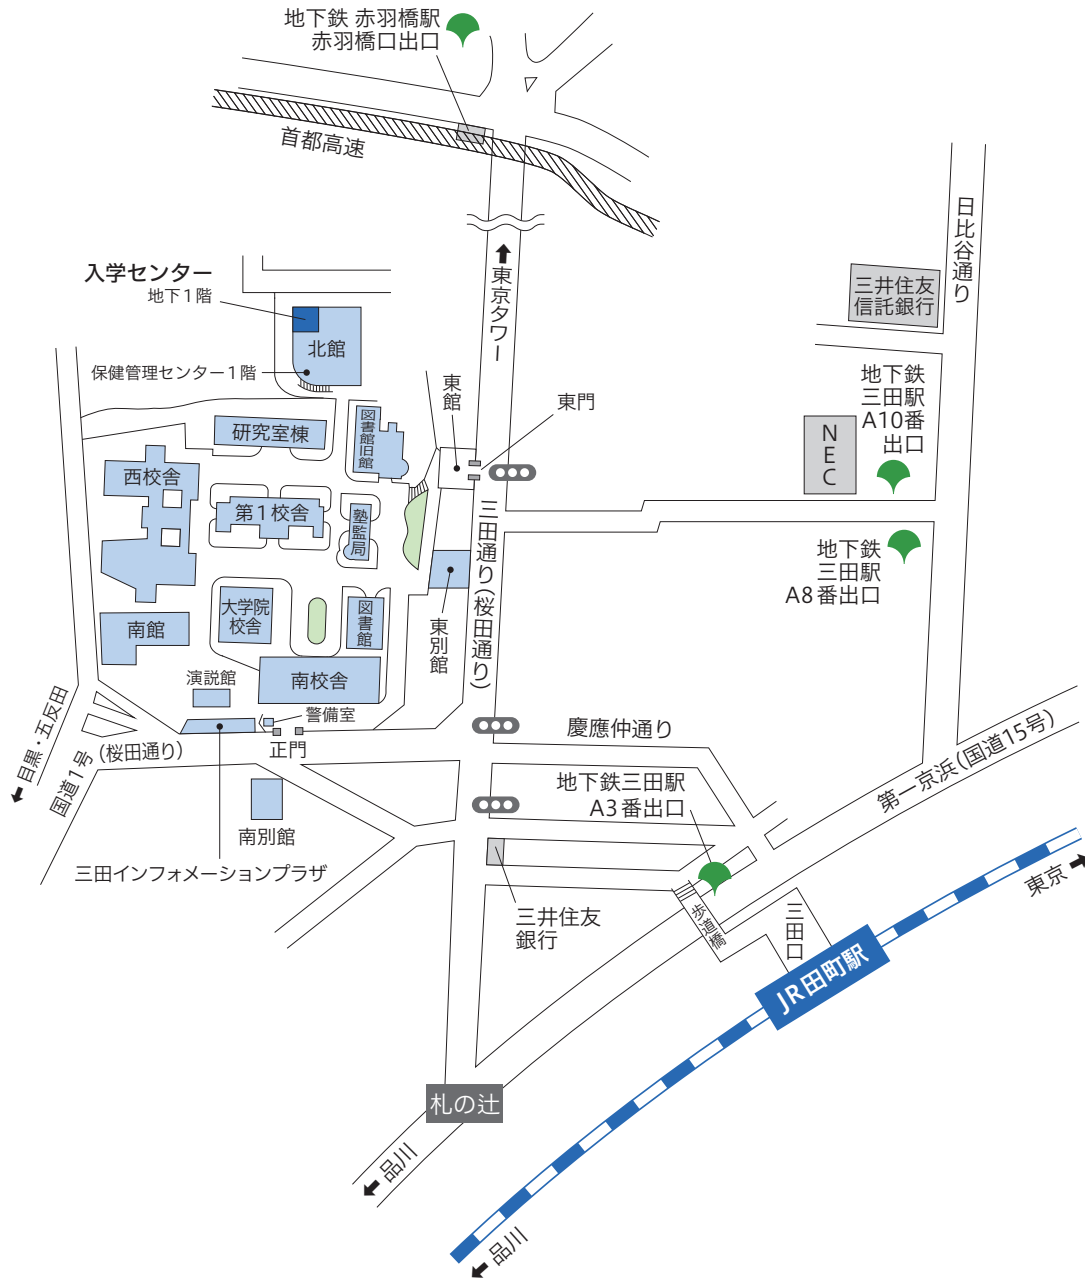 地下鉄 赤羽橋駅
赤羽橋口出口
首都高速
日比谷通り
東京タワー
入学センター
地下1階
北館
保健管理センター1階
三井住友
信託銀行
地下鉄
三田駅
A10番
出口
NEC
東館
東門
図書館旧館
研究室棟
西校舎
第1校舎
塾監局
三田通り(桜田通り)
地下鉄
三田駅
A8番出口
大学院
校舎
図書館
東別館
南館
演説館
南校舎
警備室
正門
目黒・五反田
国道1号
(桜田通り)
慶應仲通り
地下鉄三田駅
A3番出口
第一京浜(国道15号)
南別館
三田インフォメーションプラザ
三井住友
銀行
歩道橋
三田口
東京
JR田町駅
札の辻
品川
品川